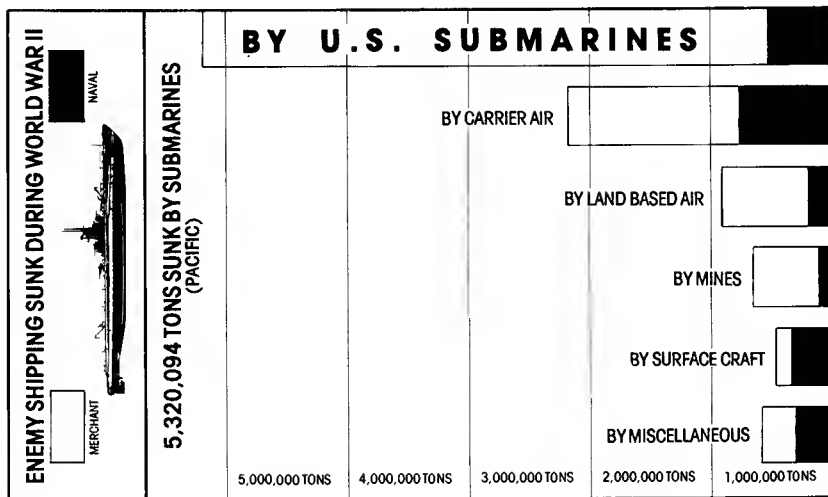 ENEMY SHIPPING SUNK DURING WORLD WAR II
MERCHANT
NAVAL
5,320,094 TONS SUNK BY SUBMARINES
(PACIFIC)
BY U.S. SUBMARINES
BY CARRIER AIR
BY LAND BASED AIR
BY MINES
BY SURFACE CRAFT
BY MISCELLANEOUS
5,000,000 TONS 4,000,000 TONS 3,000,000 TONS 2,000,000 TONS 1,000,000 TONS